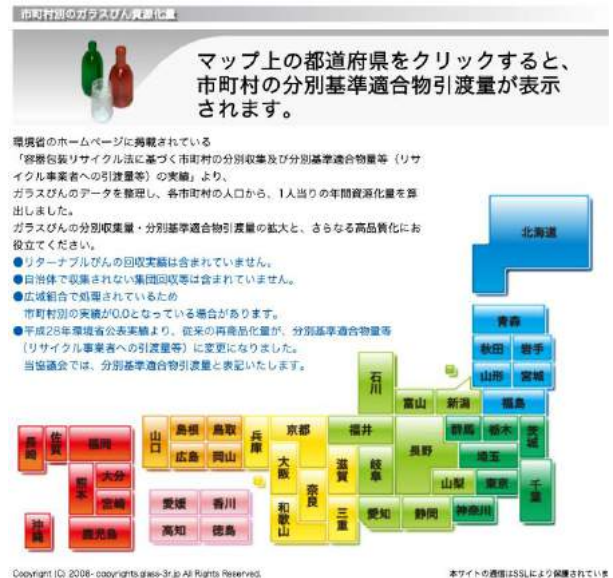 市町村別のガラスびん資源化量
マップ上の都道府県をクリックすると、
市町村の分別基準適合物引渡量が表示
されます。
環境省のホームページに掲載されている
「容器包装リサイクル法に基づく市町村の分別収集及び分別基準適合物量等（リサ
イクル事業者への引渡量等）の実績」より、
ガラスびんのデータを整理し、各市町村の人口から、1人当りの年間資源化量を算
出しました。
ガラスびんの分別収集量・分別基準適合物引渡量の拡大と、さらなる高品質化にお
役立てください。
●リターナブルびんの回収実績は含まれていません。
●自治体で収集されない集団回収等は含まれていません。
●広域組合で処理されているため
市町村別の実績が0.0となっている場合があります。
●平成28年環境省公表実績より、従来の再商品化量が、分別基準適合物量等
（リサイクル事業者への引渡量等）に変更になりました。
当協議会では、分別基準適合物引渡量と表記いたします。
北海道
青森
秋田 岩手
山形 宮城
福島
石川
富山 新潟
長崎 佐賀 福岡
熊本 大分
宮崎
鹿児島
沖縄
山口 島根 鳥取
広島 岡山
兵庫 京都 福井
大阪 奈良 滋賀 岐阜
和歌山 三重
愛媛 香川
高知 徳島
長野 群馬 栃木 茨城
埼玉
山梨 東京 千葉
愛知 静岡 神奈川
Copyright (C) 2008- copyrights glass-3r.jp All Rights Reserved.
本サイトの通信はSSLにより保護されていま